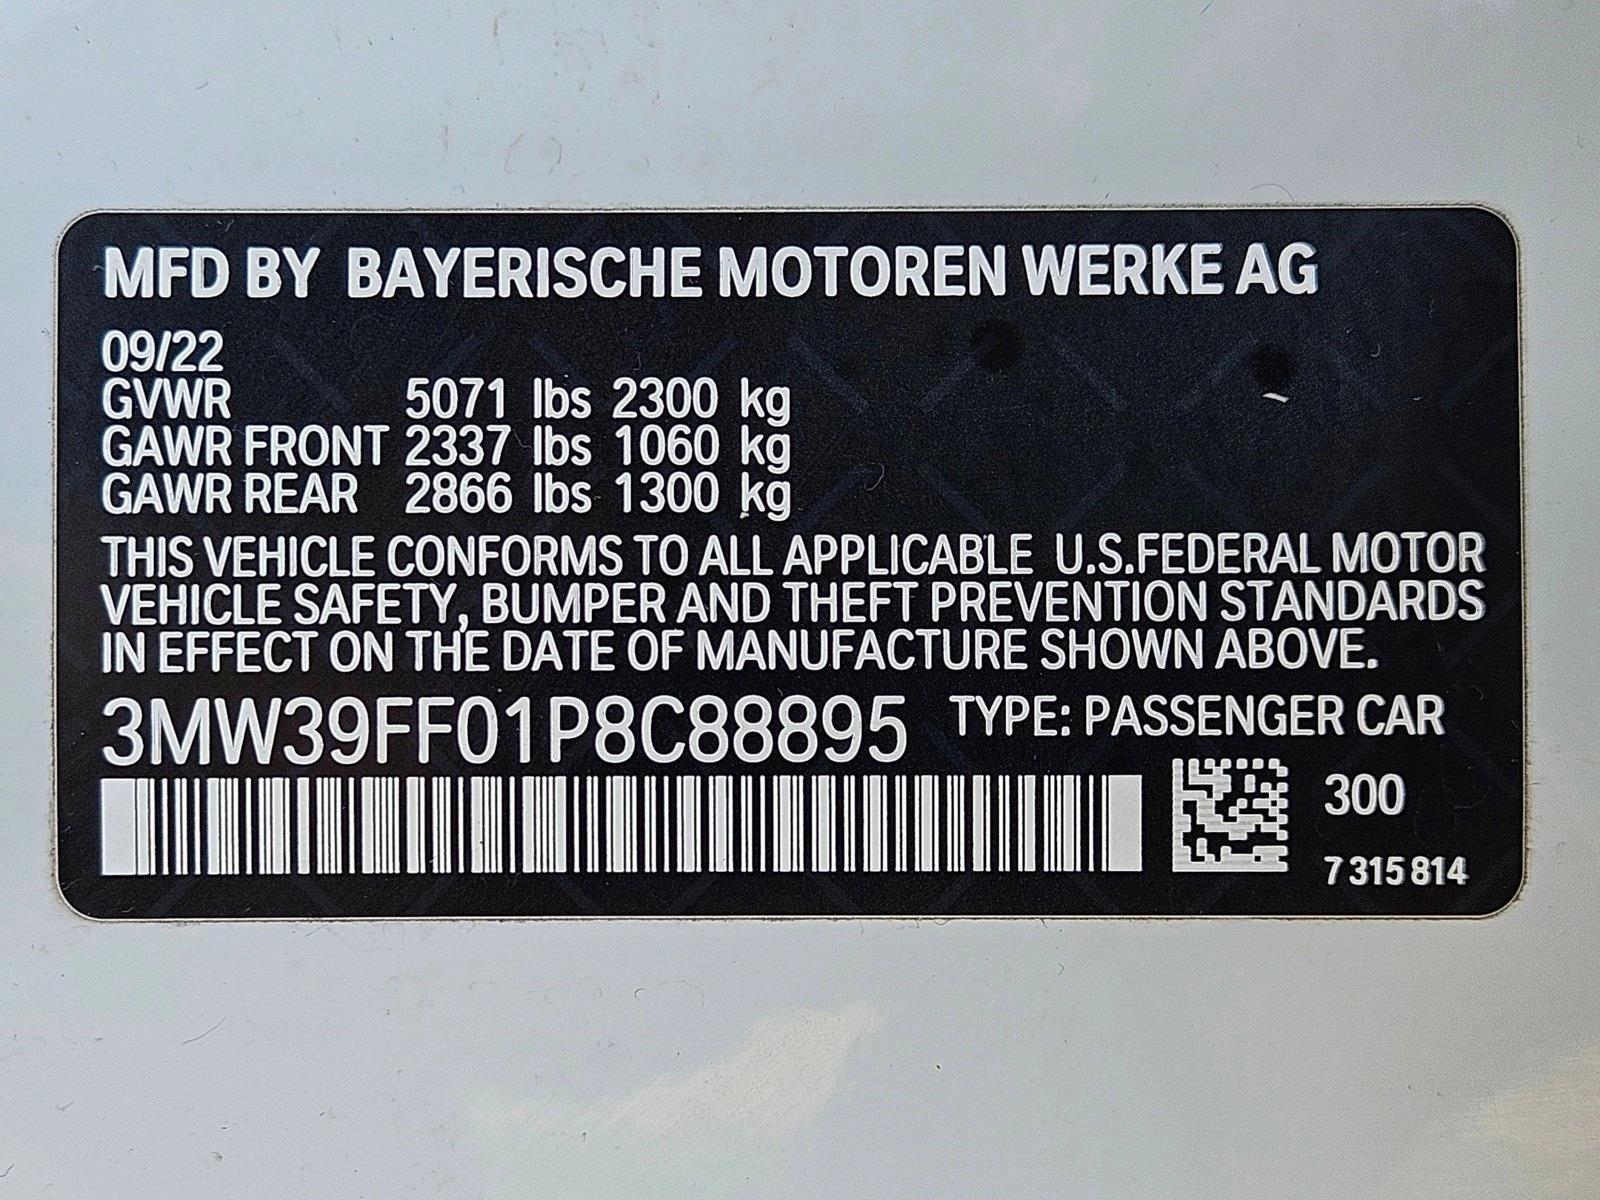 MFD BY BAYERISCHE MOTOREN WERKE AG
09/22
GVWR 5071 lbs 2300 kg
GAWR FRONT 2337 lbs 1060 kg
GAWR REAR 2866 lbs 1300 kg
THIS VEHICLE CONFORMS TO ALL APPLICABLE U.S.FEDERAL MOTOR
VEHICLE SAFETY, BUMPER AND THEFT PREVENTION STANDARDS
IN EFFECT ON THE DATE OF MANUFACTURE SHOWN ABOVE.
3MW39FF01P8C88895 TYPE: PASSENGER CAR
300
7 315 814